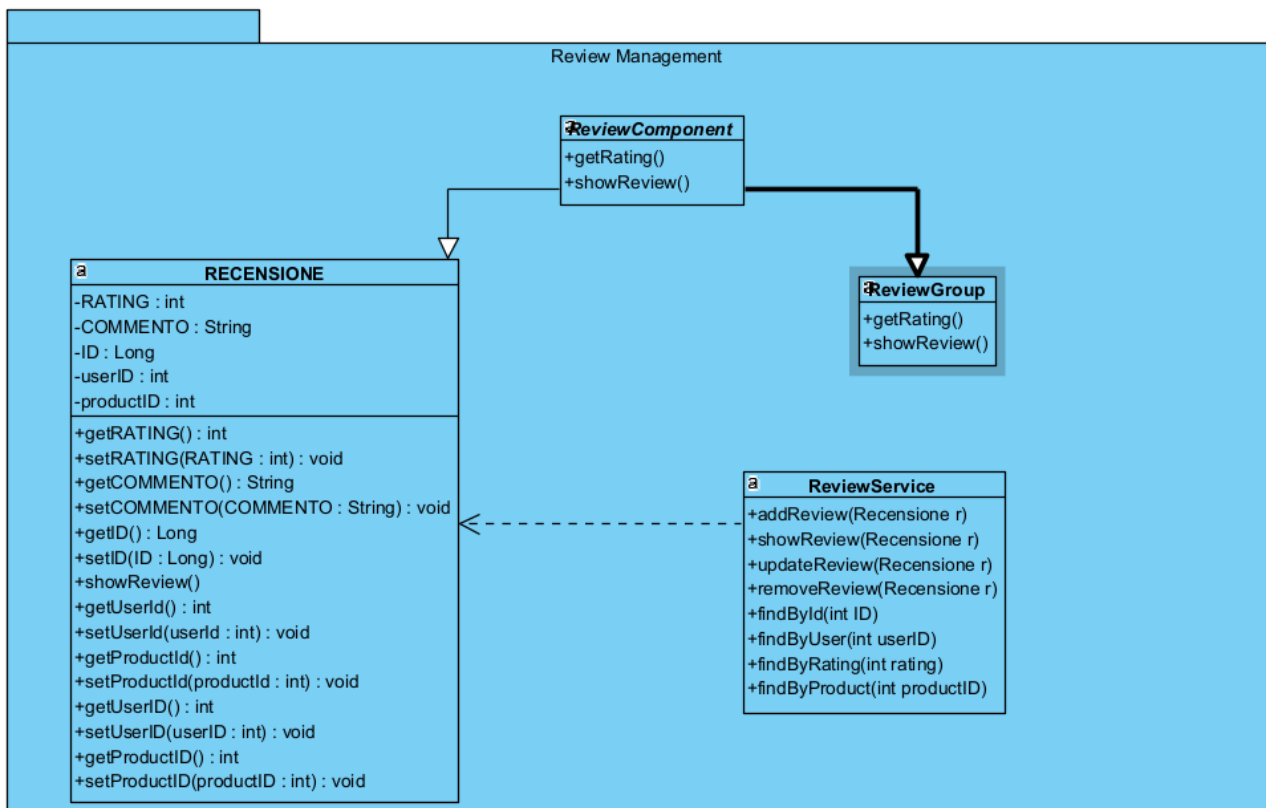 Review Management
ReviewComponent
+getRating()
+showReview()
RECENSIONE
-RATING : int
-COMMENTO : String
-ID : Long
-userID : int
-productID : int
+getRATING() : int
+setRATING(RATING : int) : void
+getCOMMENTO() : String
+setCOMMENTO(COMMENTO : String) : void
+getID() : Long
+setID(ID : Long) : void
+showReview()
+getUserId() : int
+setUserId(userId : int) : void
+getProductId() : int
+setProductId(productId : int) : void
+getUserID() : int
+setUserID(userID : int) : void
+getProductID() : int
+setProductID(productID : int) : void
ReviewGroup
+getRating()
+showReview()
ReviewService
+addReview(Recensione r)
+showReview(Recensione r)
+updateReview(Recensione r)
+removeReview(Recensione r)
+findById(int ID)
+findByUser(int userID)
+findByRating(int rating)
+findByProduct(int productID)